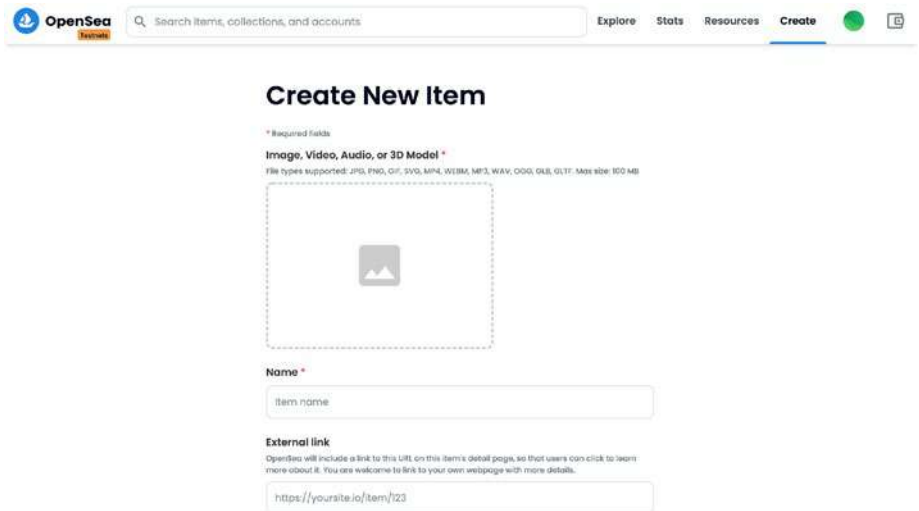 OpenSea
Testnets
Search items, collections, and accounts
Explore Stats Resources Create
Create New Item
* Required fields
Image, Video, Audio, or 3D Model *
File types supported: JPG, PNG, GIF, SVG, MP4, WEBM, MP3, WAV, OGG, GLB, GLTF. Max size: 100 MB
Name *
Item name
External link
OpenSea will include a link to this URL on this item's detail page, so that users can click to learn
more about it. You are welcome to link to your own webpage with more details.
https://yoursite.io/item/123